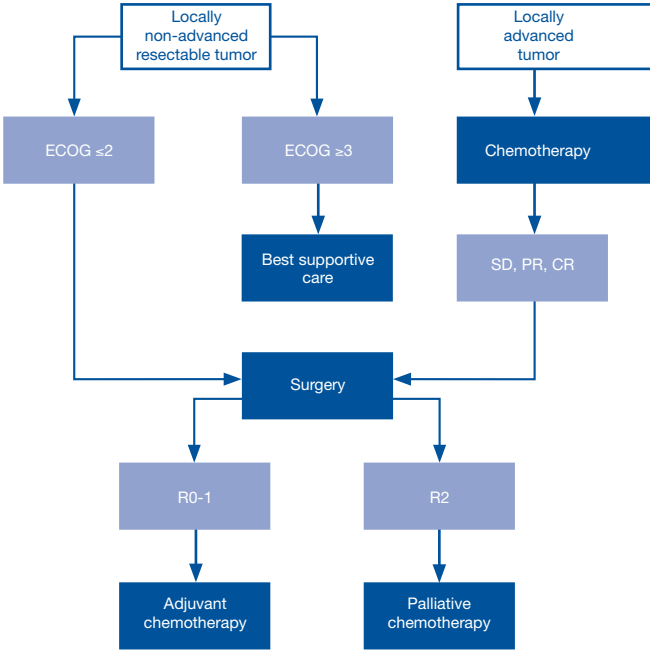 Locally
non-advanced
resectable tumor
Locally
advanced
tumor
ECOG ≤2
ECOG ≥3
Chemotherapy
Best supportive
care
SD, PR, CR
Surgery
R0-1
R2
Adjuvant
chemotherapy
Palliative
chemotherapy